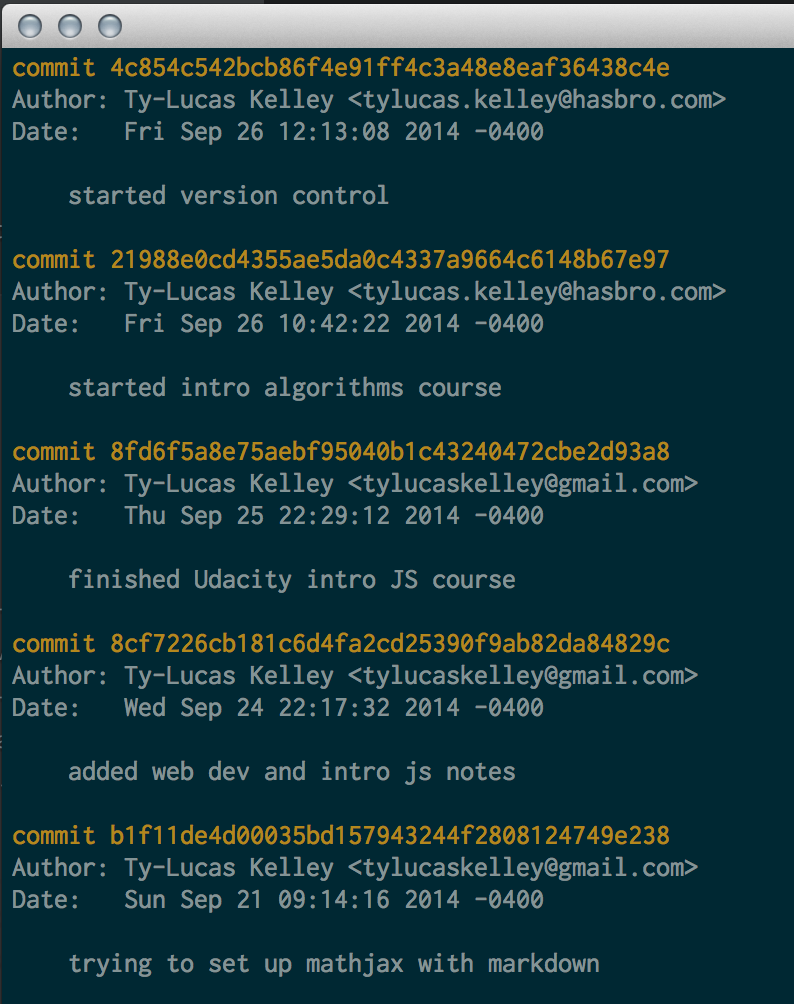 commit 4c854c542bcb86f4e91ff4c3a48e8eaf36438c4e
Author: Ty-Lucas Kelley <tylucas.kelley@hasbro.com>
Date:   Fri Sep 26 12:13:08 2014 -0400
    started version control
commit 21988e0cd4355ae5da0c4337a9664c6148b67e97
Author: Ty-Lucas Kelley <tylucas.kelley@hasbro.com>
Date:   Fri Sep 26 10:42:22 2014 -0400
    started intro algorithms course
commit 8fd6f5a8e75aebf95040b1c43240472cbe2d93a8
Author: Ty-Lucas Kelley <tylucaskelley@gmail.com>
Date:   Thu Sep 25 22:29:12 2014 -0400
    finished Udacity intro JS course
commit 8cf7226cb181c6d4fa2cd25390f9ab82da84829c
Author: Ty-Lucas Kelley <tylucaskelley@gmail.com>
Date:   Wed Sep 24 22:17:32 2014 -0400
    added web dev and intro js notes
commit b1f11de4d00035bd157943244f2808124749e238
Author: Ty-Lucas Kelley <tylucaskelley@gmail.com>
Date:   Sun Sep 21 09:14:16 2014 -0400
    trying to set up mathjax with markdown